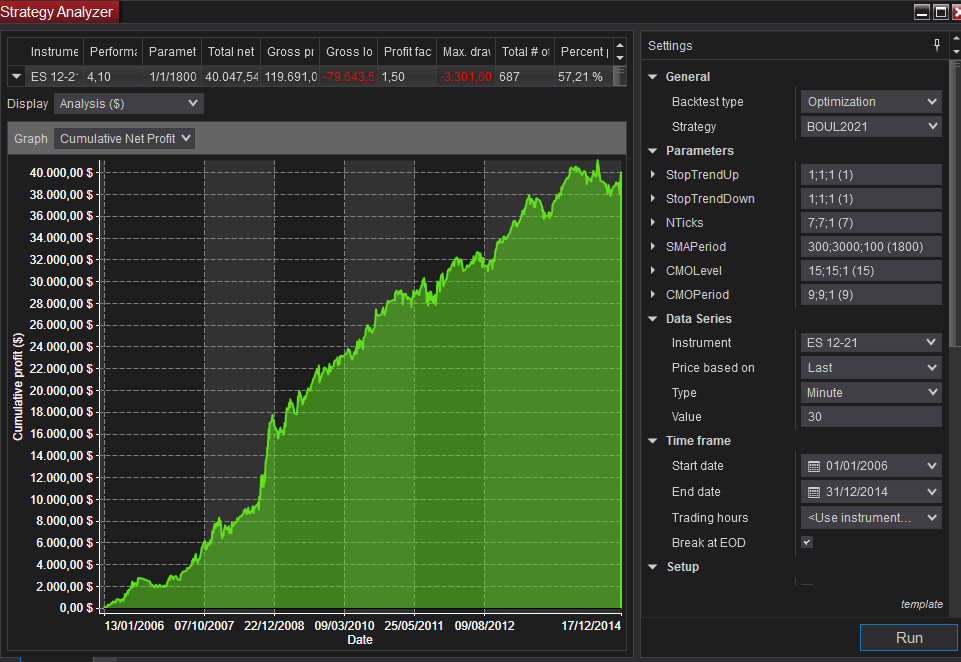 Strategy Analyzer
Instrume Performa Paramet Total net Gross pr Gross lo Profit fac Max. drav Total # o Percent
ES 12-2 4,10 1/1/1800 40.047,54 119.691,0 -79.643,5 1,50 -3.301,60 687 57,21 %
Display Analysis ($)
Graph Cumulative Net Profit
40.000,00 $
38.000,00 $
36.000,00 $
34.000,00 $
32.000,00 $
30.000,00 $
28.000,00 $
26.000,00 $
24.000,00 $
22.000,00 $
20.000,00 $
18.000,00 $
16.000,00 $
14.000,00 $
12.000,00 $
10.000,00 $
8.000,00 $
6.000,00 $
4.000,00 $
2.000,00 $
0,00 $
Cumulative profit ($)
13/01/2006 07/10/2007 22/12/2008 09/03/2010 25/05/2011 09/08/2012 17/12/2014
Date
Settings
General
Backtest type Optimization
Strategy BOUL2021
Parameters
StopTrendUp 1;1;1 (1)
StopTrendDown 1;1;1 (1)
NTicks 7;7;1 (7)
SMAPeriod 300;3000;100 (1800)
CMOLevel 15;15;1 (15)
CMOPeriod 9;9;1 (9)
Data Series
Instrument ES 12-21
Price based on Last
Type Minute
Value 30
Time frame
Start date 01/01/2006
End date 31/12/2014
Trading hours <Use instrument...
Break at EOD
Setup
template
Run